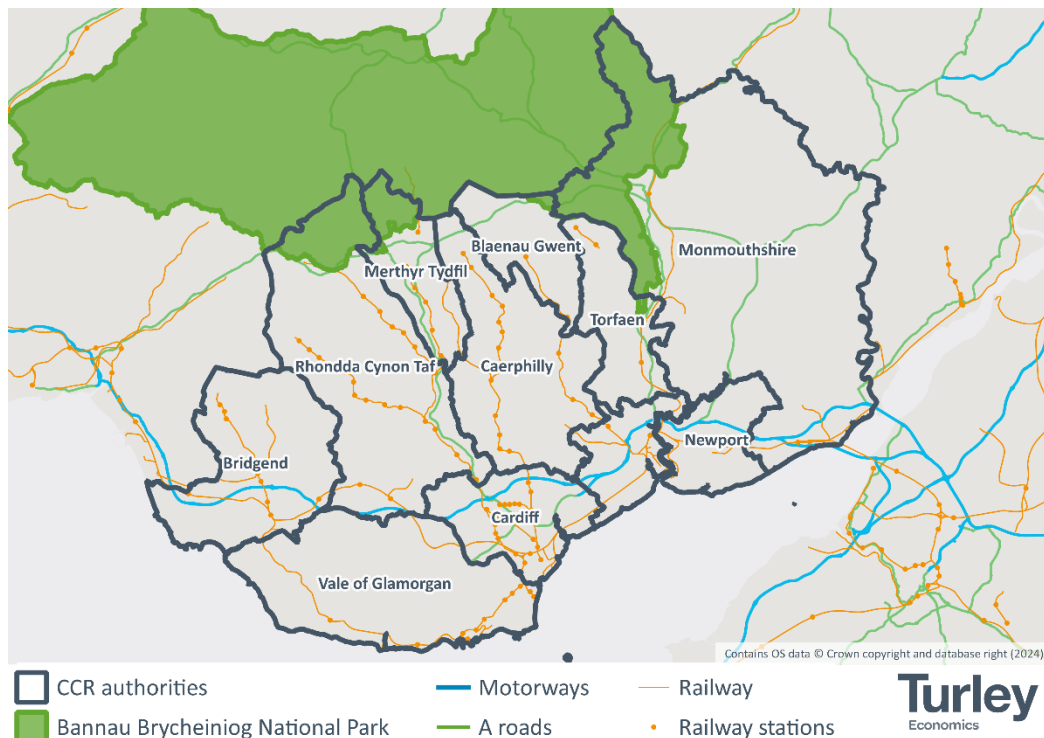 Blaenau Gwent
Monmouthshire
Merthyr Tydfil
Torfaen
Rhondda Cynon Taf
Caerphilly
Newport
Bridgend
Cardiff
Vale of Glamorgan
Contains OS data © Crown copyright and database right (2024)
CCR authorities
Motorways
Railway
Bannau Brycheiniog National Park
A roads
Railway stations
Turley
Economics